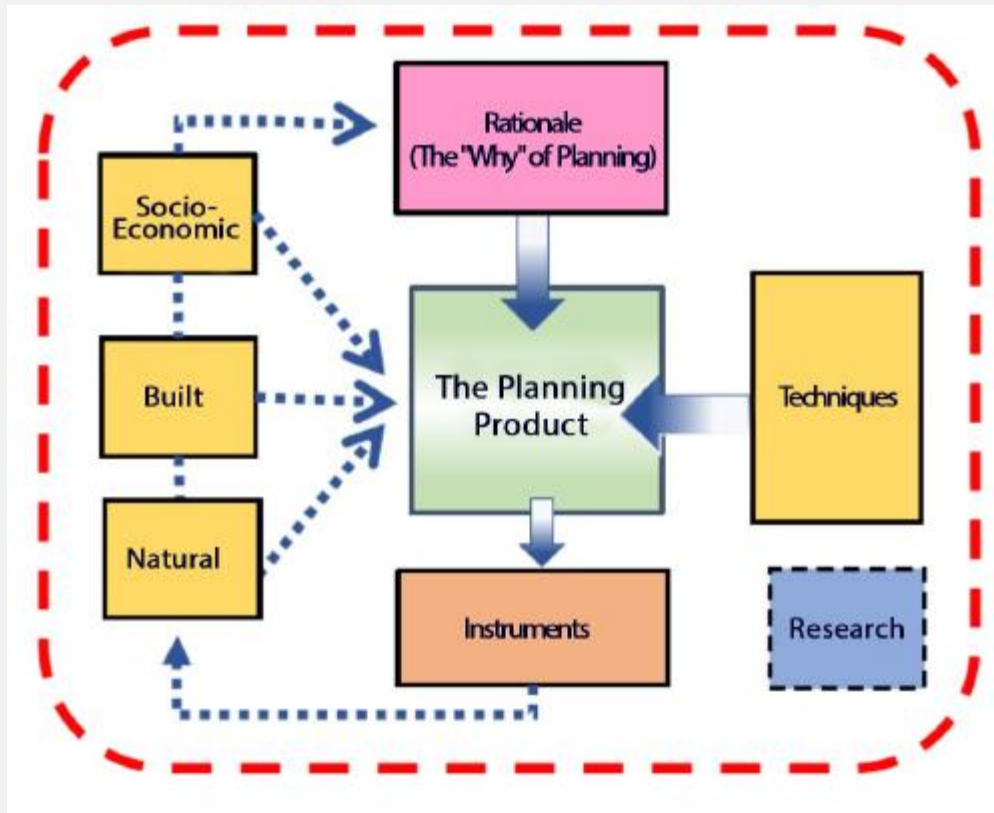 Rationale
(The "Why" of Planning)
Socio-
Economic
Built
Natural
The Planning
Product
Techniques
Instruments
Research